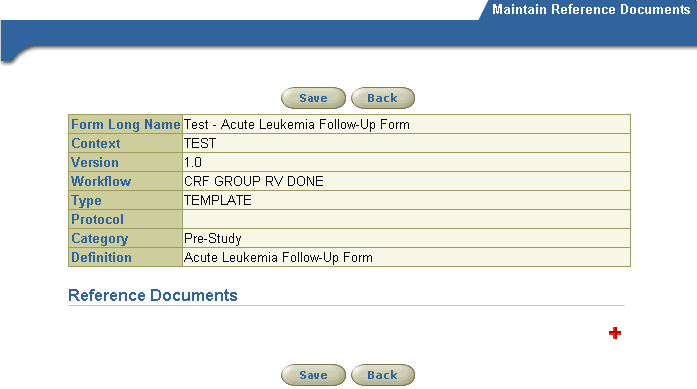 Maintain Reference Documents
Save Back
Form Long Name Test - Acute Leukemia Follow-Up Form
Context TEST
Version 1.0
Workflow CRF GROUP RV DONE
Type TEMPLATE
Protocol
Category Pre-Study
Definition Acute Leukemia Follow-Up Form
Reference Documents
Save Back